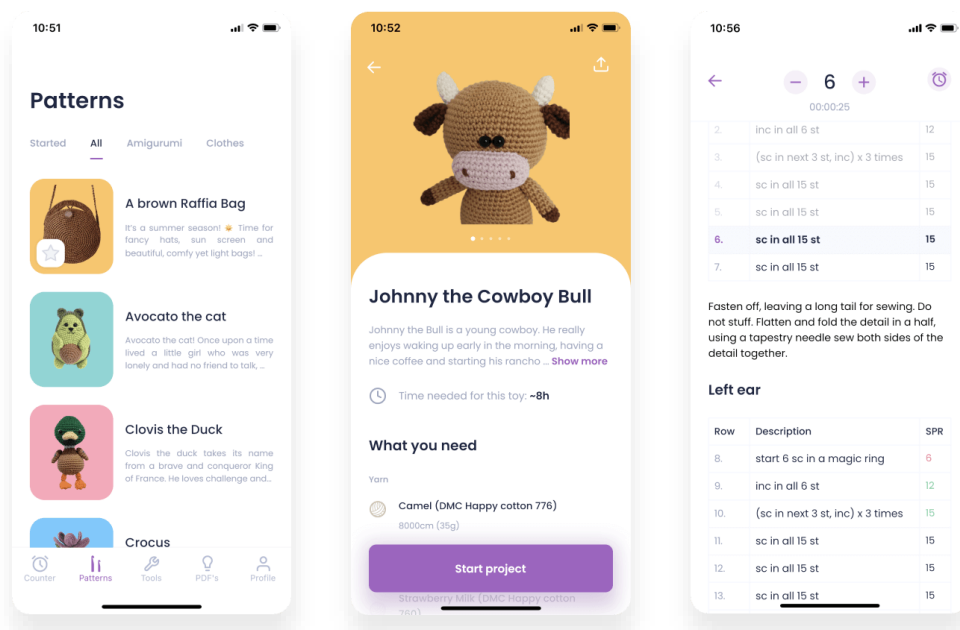 10:51
Patterns
Started All Amigurumi Clothes
A brown Raffia Bag
It's a summer season! 🌞 Time for
fancy hats, sun screen and
beautiful, comfy yet light bags! ...
Avocato the cat
Avocato the cat! Once upon a time
lived a little girl who was very
lonely and had no friend to talk, ...
Clovis the Duck
Clovis the duck takes its name
from a brave and conqueror King
of France. He loves challenge and...
Crocus
Counter Patterns Tools PDF's Profile
10:52
Johnny the Cowboy Bull
Johnny the Bull is a young cowboy. He really
enjoys waking up early in the morning, having a
nice coffee and starting his rancho ... Show more
Time needed for this toy: ~8h
What you need
Yarn
Camel (DMC Happy cotton 776)
8000cm (35g)
Start project
Strawberry Milk (DMC Happy cotton
760)
10:56
− 6 +
00:00:25
2. inc in all 6 st 12
3. (sc in next 3 st, inc) x 3 times 15
4. sc in all 15 st 15
5. sc in all 15 st 15
6. sc in all 15 st 15
7. sc in all 15 st 15
Fasten off, leaving a long tail for sewing. Do
not stuff. Flatten and fold the detail in a half,
using a tapestry needle sew both sides of the
detail together.
Left ear
Row Description SPR
8. start 6 sc in a magic ring 6
9. inc in all 6 st 12
10. (sc in next 3 st, inc) x 3 times 15
11. sc in all 15 st 15
12. sc in all 15 st 15
13. sc in all 15 st 15